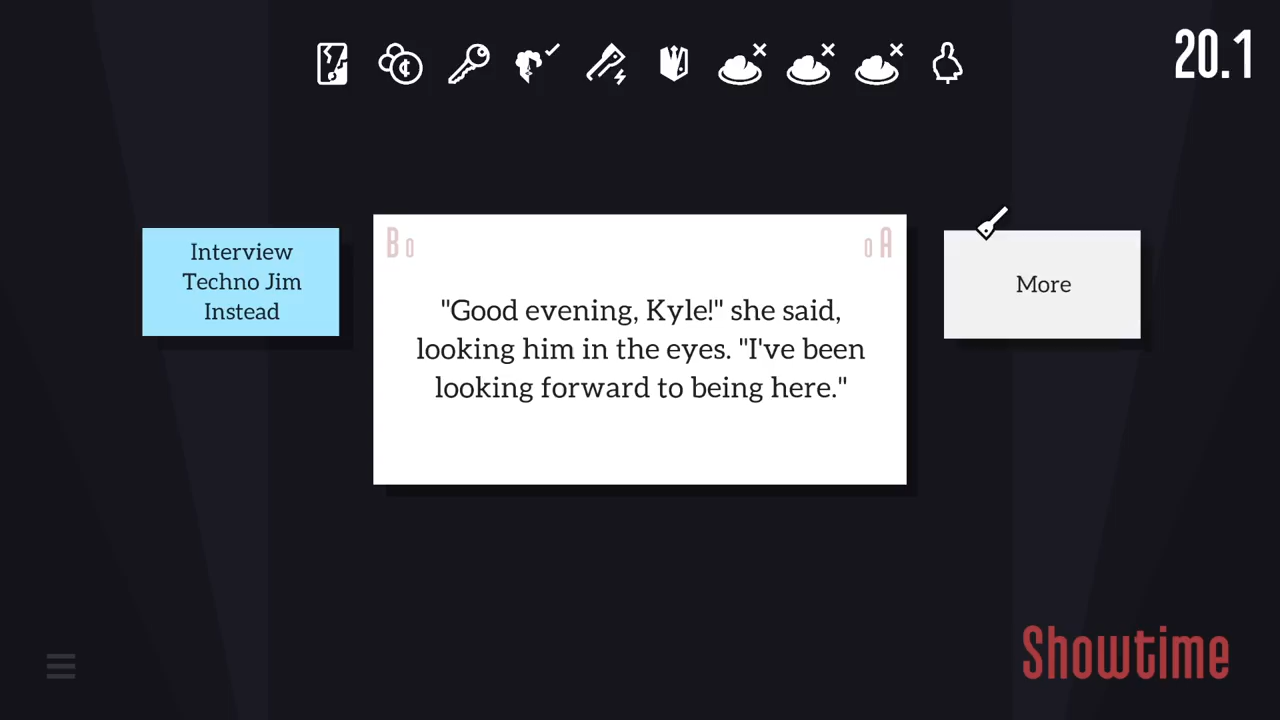 20.1
Interview
Techno Jim
Instead
B 0
0 A
"Good evening, Kyle!" she said,
looking him in the eyes. "I've been
looking forward to being here."
More
Showtime